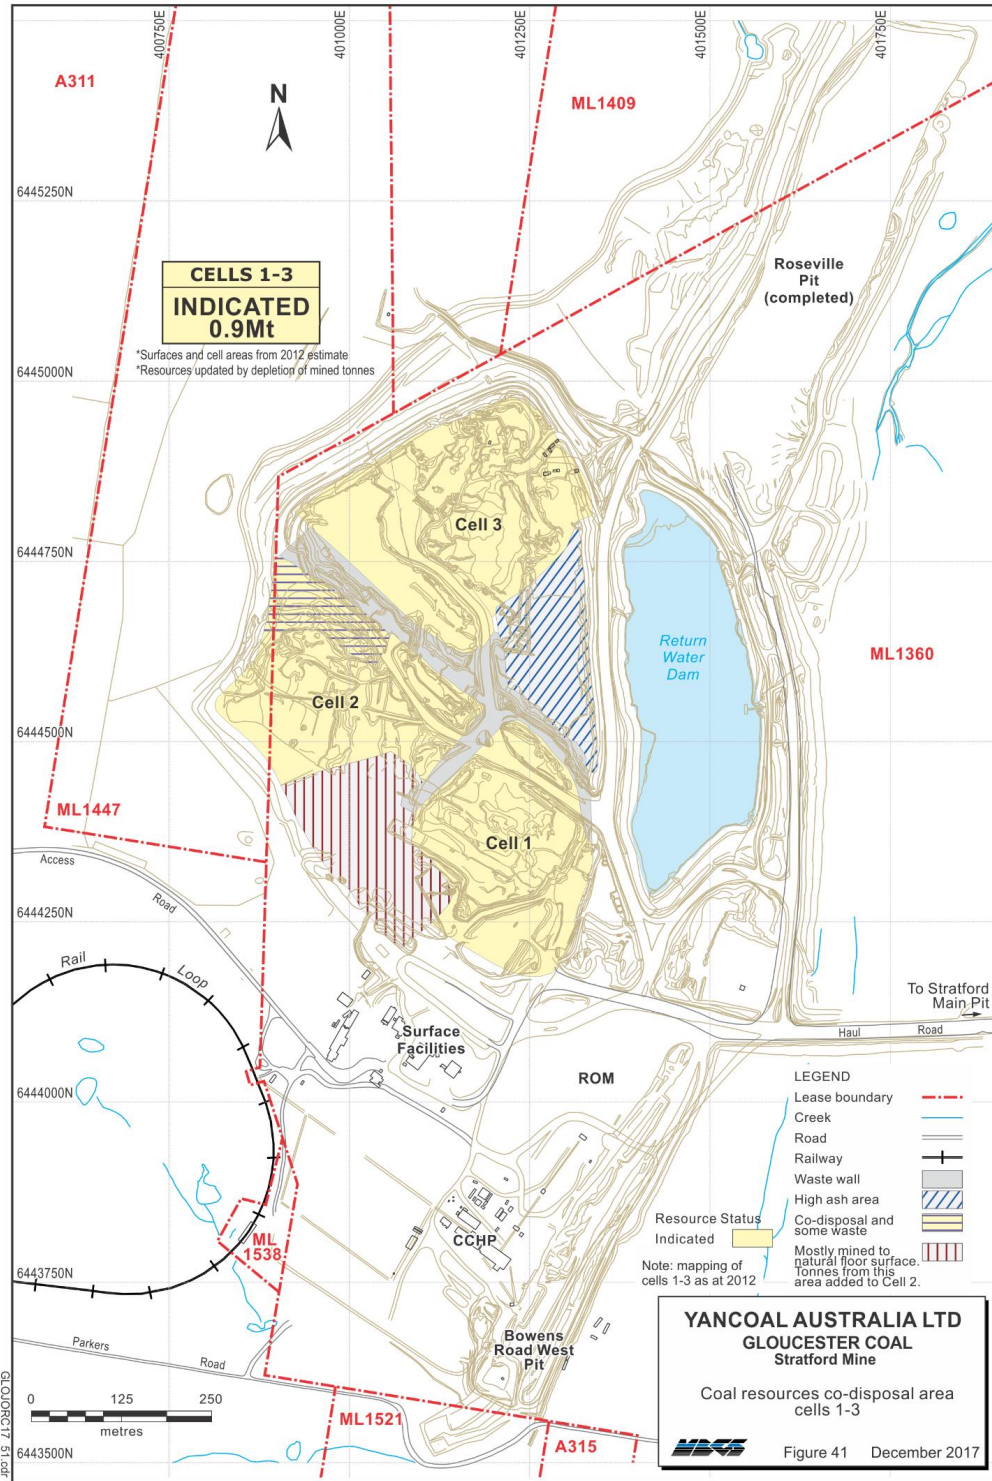 400750E
401000E
401250E
401500E
401750E
A311
N
ML1409
6445250N
CELLS 1-3
INDICATED
0.9Mt
*Surfaces and cell areas from 2012 estimate
*Resources updated by depletion of mined tonnes
Roseville
Pit
(completed)
6445000N
Cell 3
6444750N
Return
Water
Dam
ML1360
Cell 2
6444500N
ML1447
Cell 1
Access
Road
6444250N
Rail
Loop
To Stratford
Main Pit
Haul
Road
Surface
Facilities
ROM
6444000N
LEGEND
Lease boundary
Creek
Road
Railway
Waste wall
High ash area
Co-disposal and
some waste
Mostly mined to
natural floor surface.
Tonnes from this
area added to Cell 2.
Resource Status
Indicated
Note: mapping of
cells 1-3 as at 2012
CCHP
ML
1538
6443750N
Bowens
Road West
Pit
Parkers
Road
0
125
250
metres
ML1521
A315
6443500N
GLOJORC17 51.cdr
YANCOAL AUSTRALIA LTD
GLOUCESTER COAL
Stratford Mine
Coal resources co-disposal area
cells 1-3
Figure 41 December 2017